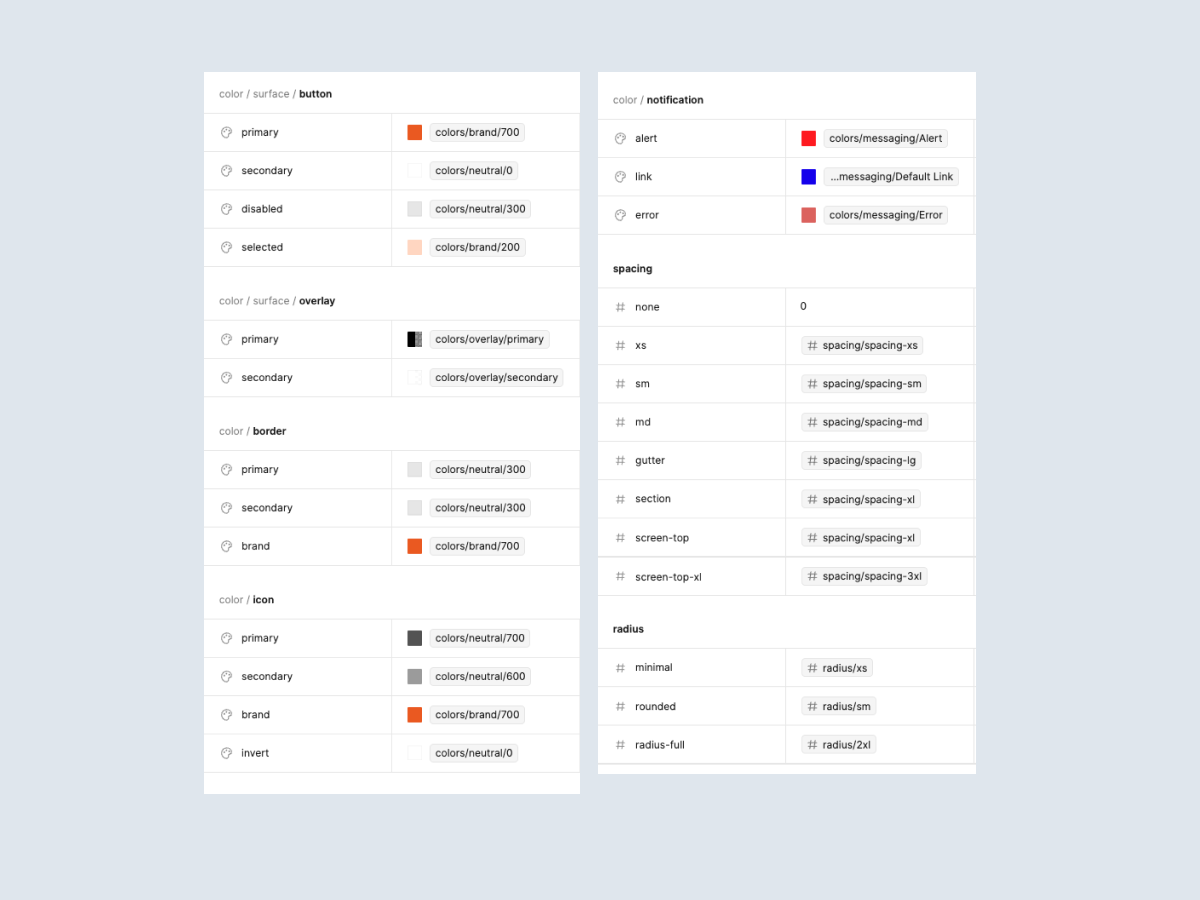 color / surface / button
primary colors/brand/700
secondary colors/neutral/0
disabled colors/neutral/300
selected colors/brand/200
color / surface / overlay
primary colors/overlay/primary
secondary colors/overlay/secondary
color / border
primary colors/neutral/300
secondary colors/neutral/300
brand colors/brand/700
color / icon
primary colors/neutral/700
secondary colors/neutral/600
brand colors/brand/700
invert colors/neutral/0
color / notification
alert colors/messaging/Alert
link ...messaging/Default Link
error colors/messaging/Error
spacing
none 0
xs spacing/spacing-xs
sm spacing/spacing-sm
md spacing/spacing-md
gutter spacing/spacing-lg
section spacing/spacing-xl
screen-top spacing/spacing-xl
screen-top-xl spacing/spacing-3xl
radius
minimal radius/xs
rounded radius/sm
radius-full radius/2xl